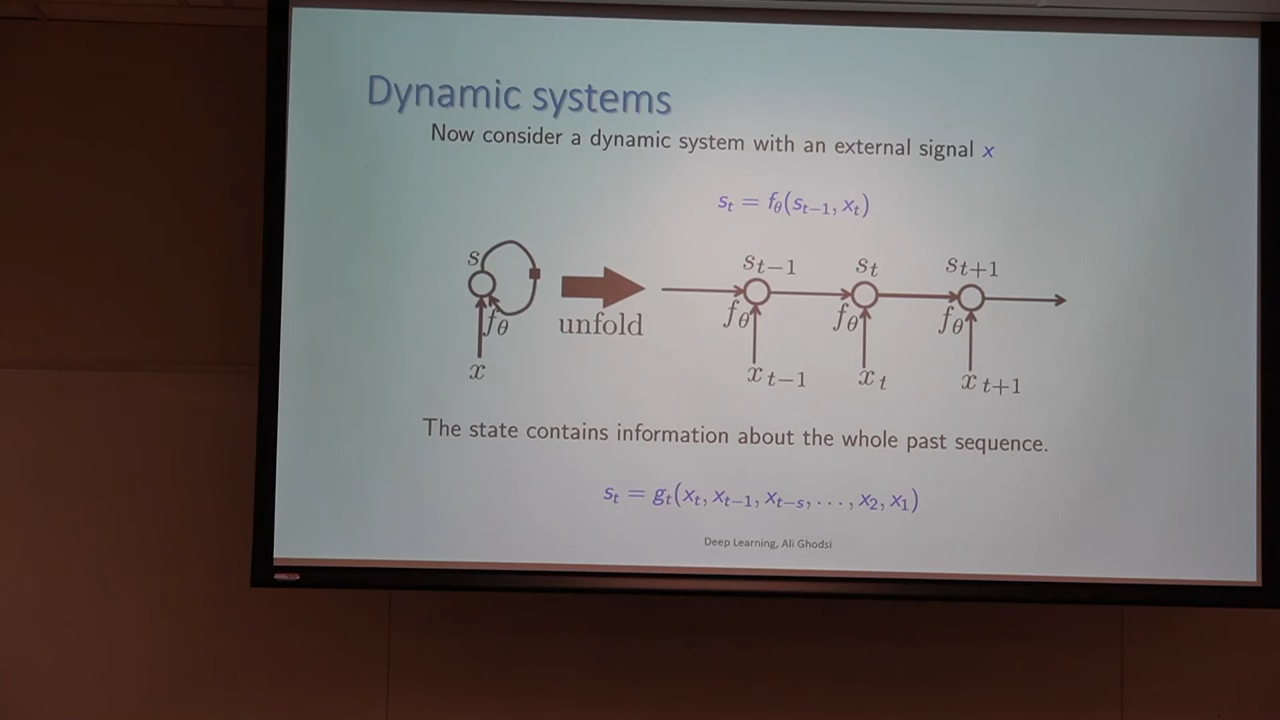 Dynamic systems
Now consider a dynamic system with an external signal x
s_t = f_θ(s_{t−1}, x_t)
s
f_θ
x
unfold
s_{t−1} s_t s_{t+1}
f_θ f_θ f_θ
x_{t−1} x_t x_{t+1}
The state contains information about the whole past sequence.
s_t = g_t(x_t, x_{t−1}, x_{t−s}, . . . , x_2, x_1)
Deep Learning, Ali Ghodsi